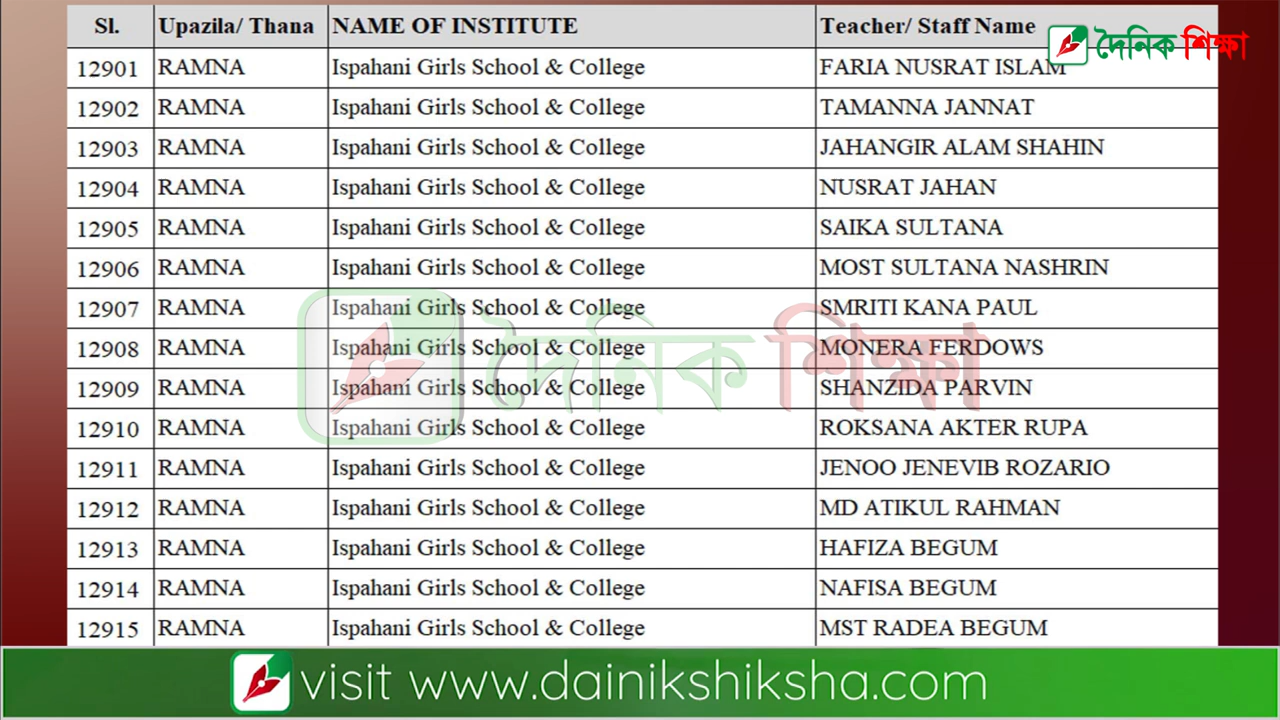 Sl. Upazila/ Thana NAME OF INSTITUTE Teacher/ Staff Name
দৈনিক শিক্ষা
12901 RAMNA Ispahani Girls School & College FARIA NUSRAT ISLAM
12902 RAMNA Ispahani Girls School & College TAMANNA JANNAT
12903 RAMNA Ispahani Girls School & College JAHANGIR ALAM SHAHIN
12904 RAMNA Ispahani Girls School & College NUSRAT JAHAN
12905 RAMNA Ispahani Girls School & College SAIKA SULTANA
12906 RAMNA Ispahani Girls School & College MOST SULTANA NASHRIN
12907 RAMNA Ispahani Girls School & College SMRITI KANA PAUL
12908 RAMNA Ispahani Girls School & College MONERA FERDOWS
দৈনিক শিক্ষা
12909 RAMNA Ispahani Girls School & College SHANZIDA PARVIN
12910 RAMNA Ispahani Girls School & College ROKSANA AKTER RUPA
12911 RAMNA Ispahani Girls School & College JENOO JENEVIB ROZARIO
12912 RAMNA Ispahani Girls School & College MD ATIKUL RAHMAN
12913 RAMNA Ispahani Girls School & College HAFIZA BEGUM
12914 RAMNA Ispahani Girls School & College NAFISA BEGUM
12915 RAMNA Ispahani Girls School & College MST RADEA BEGUM
visit www.dainikshiksha.com